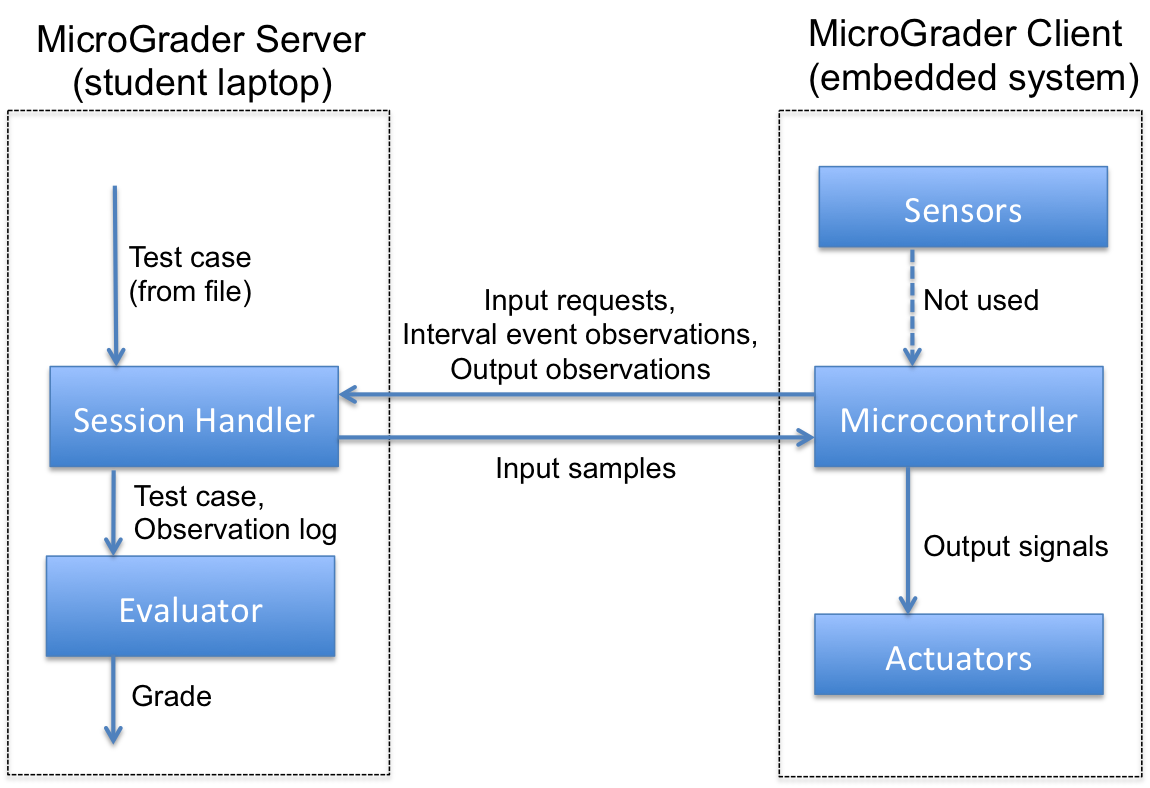 MicroGrader Server
(student laptop)
MicroGrader Client
(embedded system)
Test case
(from file)
Session Handler
Test case,
Observation log
Evaluator
Grade
Input requests,
Interval event observations,
Output observations
Input samples
Sensors
Not used
Microcontroller
Output signals
Actuators